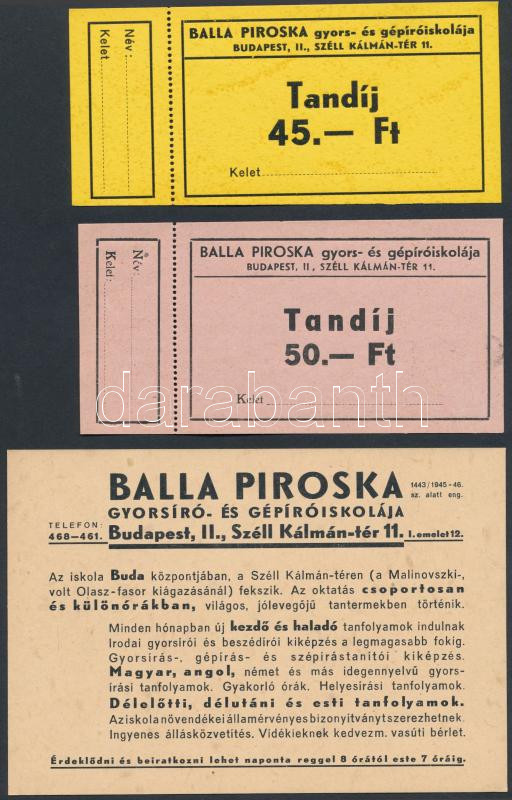 Név:
Kelet
BALLA PIROSKA gyors- és gépíróiskolája
BUDAPEST, II., SZÉLL KÁLMÁN-TÉR 11.
Tandíj
45.— Ft
Kelet
Név:
Kelet:
BALLA PIROSKA gyors- és gépíróiskolája
BUDAPEST, II, SZÉLL KÁLMÁN-TÉR 11.
Tandíj
50.— Ft
Kelet
darabanth
BALLA PIROSKA
1443/1945-46.
sz. alatt eng.
GYORSÍRÓ- ÉS GÉPÍRÓISKOLÁJA
TELEFON:
468—461.
Budapest, II., Széll Kálmán-tér 11.
I. emelet 12.
Az iskola Buda központjában, a Széll Kálmán-téren (a Malinovszki-,
volt Olasz-fasor kiágazásánál) fekszik. Az oktatás csoportosan
és különórákban, világos, jólevegőjű tantermekben történik.
Minden hónapban új kezdő és haladó tanfolyamok indulnak
Irodai gyorsírói és beszédírói kiképzés a legmagasabb fokig.
Gyorsírás-, gépírás- és szépírástanítói kiképzés.
Magyar, angol, német és más idegennyelvű gyors-
írási tanfolyamok. Gyakorló órák. Helyesírási tanfolyamok.
Délelőtti, délutáni és esti tanfolyamok.
Az iskola növendékei államérvényes bizonyítványt szerezhetnek.
Ingyenes állásközvetítés. Vidékieknek kedvezm. vasúti bérlet.
Érdeklődni és beiratkozni lehet naponta reggel 8 órától este 7 óráig.